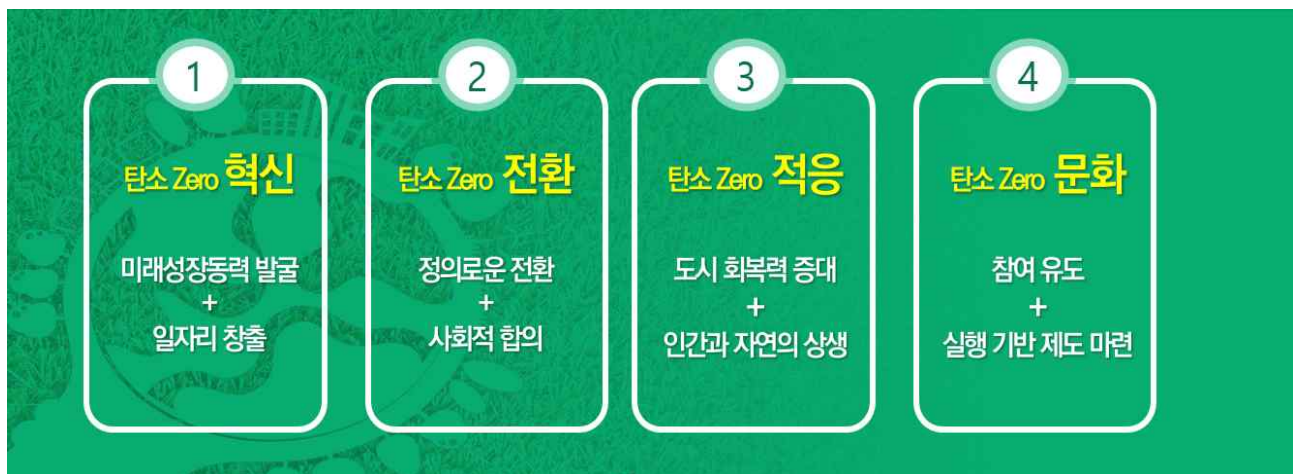 1
탄소 Zero 혁신
미래성장동력 발굴
+
일자리 창출
2
탄소 Zero 전환
정의로운 전환
+
사회적 합의
3
탄소 Zero 적응
도시 회복력 증대
+
인간과 자연의 상생
4
탄소 Zero 문화
참여 유도
+
실행 기반 제도 마련